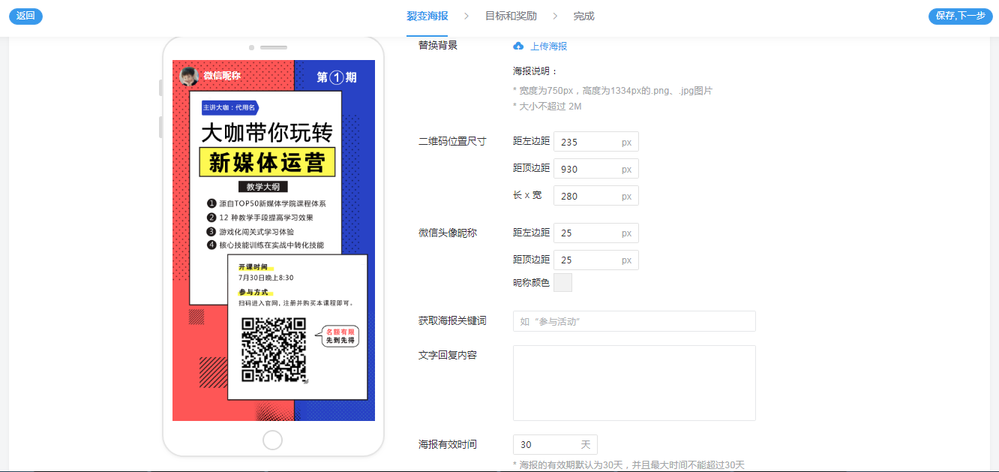 返回
裂变海报 > 目标和奖励 > 完成
保存,下一步
微信昵称
第①期
主讲大咖：代用名
大咖带你玩转
新媒体运营
教学大纲
1 源自TOP50新媒体学院课程体系
2 12 种教学手段提高学习效果
3 游戏化闯关式学习体验
4 核心技能训练在实战中转化技能
开课时间
7月30日晚上8:30
参与方式
扫码进入官网, 注册并购买本课程即可。
名额有限
先到先得
替换背景
上传海报
海报说明：
* 宽度为750px，高度为1334px的.png、.jpg图片
* 大小不超过 2M
二维码位置尺寸
距左边距 235 px
距顶边距 930 px
长 x 宽 280 px
微信头像昵称
距左边距 25 px
距顶边距 25 px
昵称颜色
获取海报关键词
如 “参与活动”
文字回复内容
海报有效时间
30 天
* 海报的有效期默认为30天，并且最大时间不能超过30天